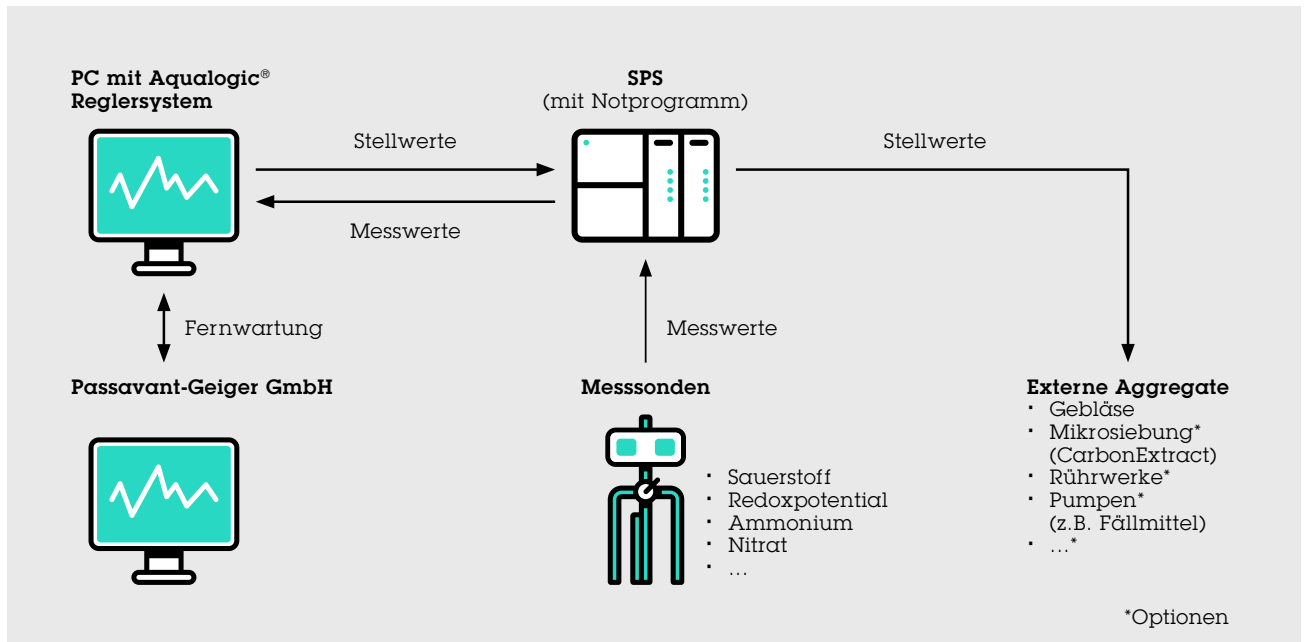 PC mit Aqualogic®
Reglersystem
SPS
(mit Notprogramm)
Stellwerte
Stellwerte
Messwerte
Fernwartung
Messwerte
Passavant-Geiger GmbH
Messsonden
· Sauerstoff
· Redoxpotential
· Ammonium
· Nitrat
· ...
Externe Aggregate
· Gebläse
· Mikrosiebung*
(CarbonExtract)
· Rührwerke*
· Pumpen*
(z.B. Fällmittel)
· ...*
*Optionen